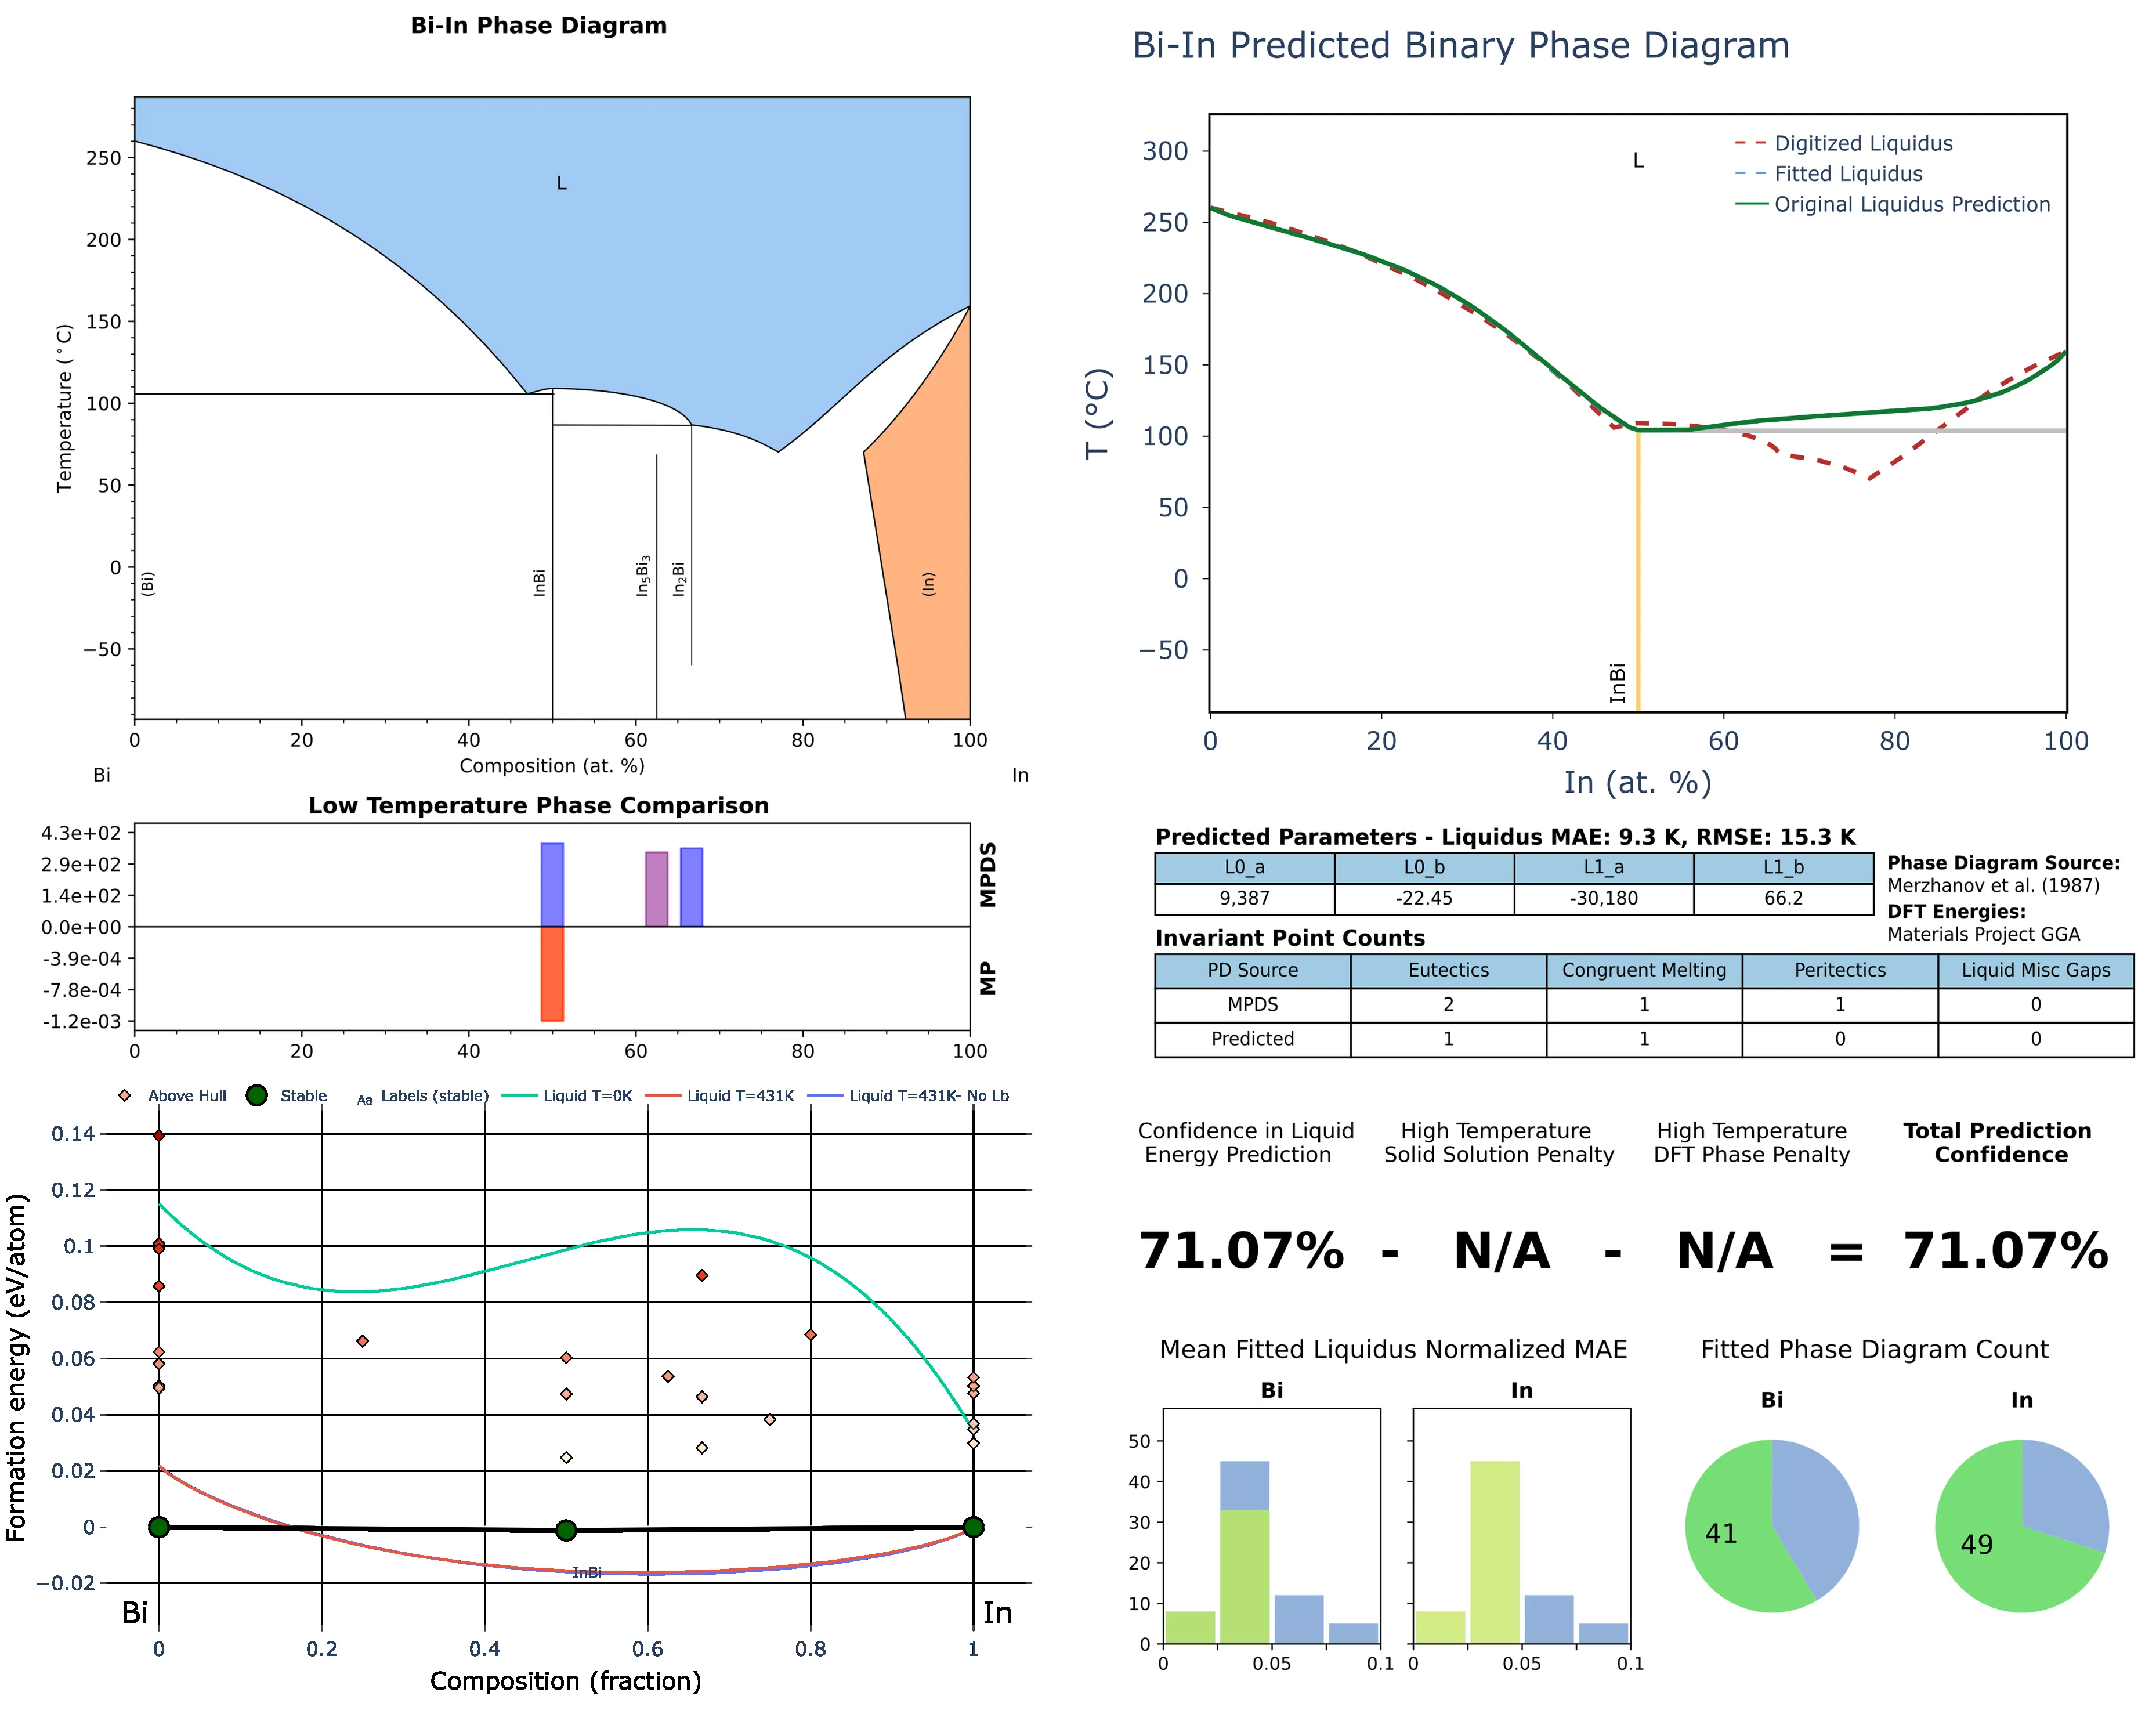 Bi-In Phase Diagram
L
250
200
150
100
50
0
−50
Temperature (°C)
(Bi)
InBi
In5Bi3
In2Bi
(In)
0 20 40 60 80 100
Composition (at. %)
Bi In
Low Temperature Phase Comparison
4.3e+02
2.9e+02
1.4e+02
0.0e+00
-3.9e-04
-7.8e-04
-1.2e-03
MPDS
MP
0 20 40 60 80 100
Above Hull Stable Aa Labels (stable) Liquid T=0K Liquid T=431K Liquid T=431K- No Lb
0.14
0.12
0.1
0.08
0.06
0.04
0.02
0
−0.02
Formation energy (eV/atom)
InBi
Bi In
0 0.2 0.4 0.6 0.8 1
Composition (fraction)
Bi-In Predicted Binary Phase Diagram
L
Digitized Liquidus
Fitted Liquidus
Original Liquidus Prediction
300
250
200
150
100
50
0
−50
T (°C)
InBi
0 20 40 60 80 100
In (at. %)
Predicted Parameters - Liquidus MAE: 9.3 K, RMSE: 15.3 K
L0_a L0_b L1_a L1_b
9,387 -22.45 -30,180 66.2
Phase Diagram Source:
Merzhanov et al. (1987)
DFT Energies:
Materials Project GGA
Invariant Point Counts
PD Source Eutectics Congruent Melting Peritectics Liquid Misc Gaps
MPDS 2 1 1 0
Predicted 1 1 0 0
Confidence in Liquid
Energy Prediction
High Temperature
Solid Solution Penalty
High Temperature
DFT Phase Penalty
Total Prediction
Confidence
71.07% - N/A - N/A = 71.07%
Mean Fitted Liquidus Normalized MAE
Bi In
50
40
30
20
10
0
0 0.05 0.1
0 0.05 0.1
Fitted Phase Diagram Count
Bi In
41 49